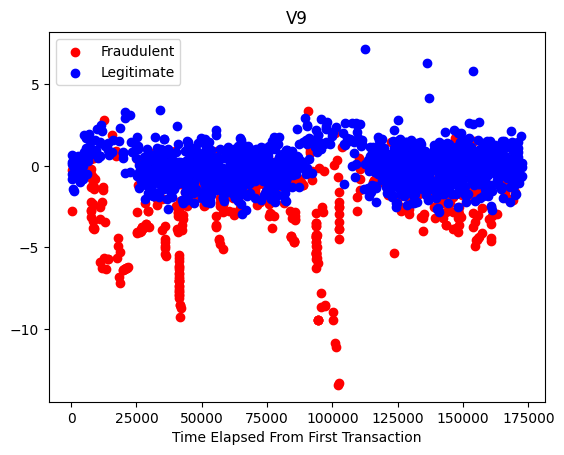 V9
Fraudulent
Legitimate
5
0
−5
−10
0 25000 50000 75000 100000 125000 150000 175000
Time Elapsed From First Transaction